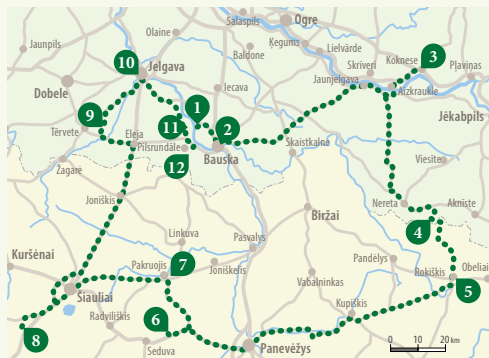 Salaspils
Ogre
Olaine
Jaunpils
Baldone
Ķegums
Lielvārde
Koknese
3
10
Jelgava
Skrīveri
Pļaviņas
Dobele
Jaunjelgava
Aizkraukle
Jecava
9
1
Jēkabpils
Tērvete
Eleja
11
2
Pilsrundāle
Bauska
Skaistkalne
Viesīte
12
Žagarė
Joniškis
Nereta
Akniste
Biržai
4
Linkuva
Pasvalys
Kuršėnai
Pakruojis
7
Joniškėlis
Pandėlys
Rokiškis
Obeliai
Vabalninkas
5
Šiauliai
Radviliškis
6
Kupiškis
8
Seduva
Panevėžys
0
10
20 km